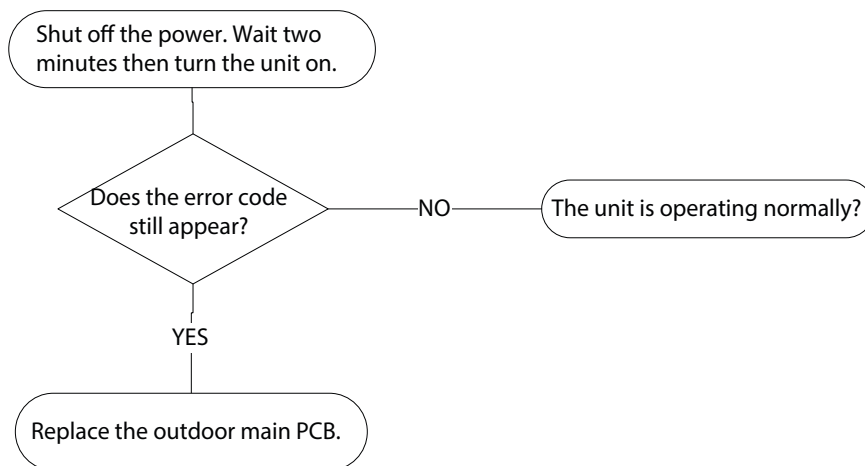 Shut off the power. Wait two
minutes then turn the unit on.
Does the error code
still appear?
NO
The unit is operating normally?
YES
Replace the outdoor main PCB.